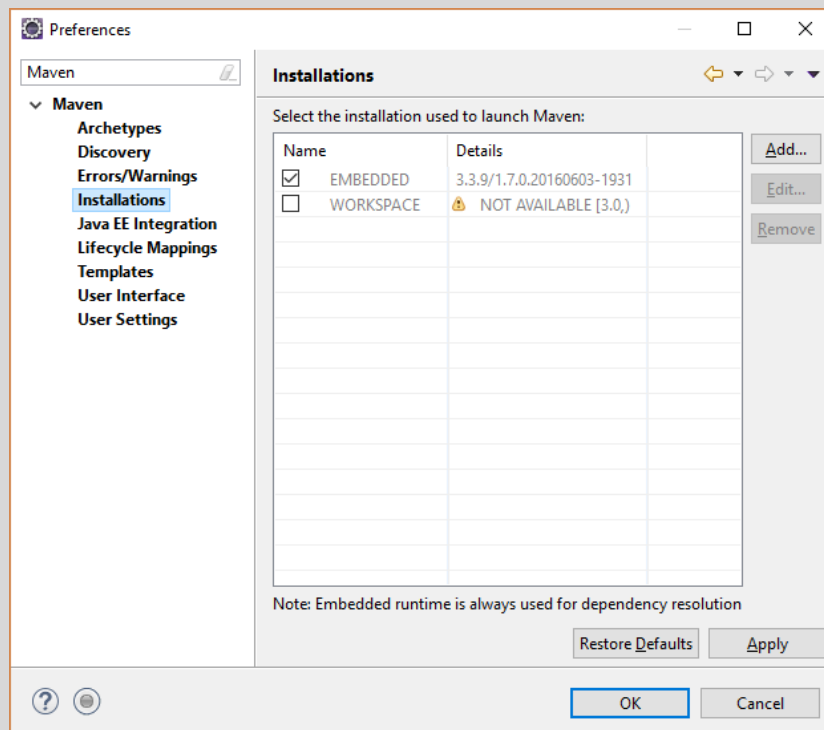 Preferences
Maven
Installations
Maven
Archetypes
Discovery
Errors/Warnings
Installations
Java EE Integration
Lifecycle Mappings
Templates
User Interface
User Settings
Select the installation used to launch Maven:
Name Details
EMBEDDED 3.3.9/1.7.0.20160603-1931
WORKSPACE NOT AVAILABLE [3.0,)
Add...
Edit...
Remove
Note: Embedded runtime is always used for dependency resolution
Restore Defaults Apply
? OK Cancel